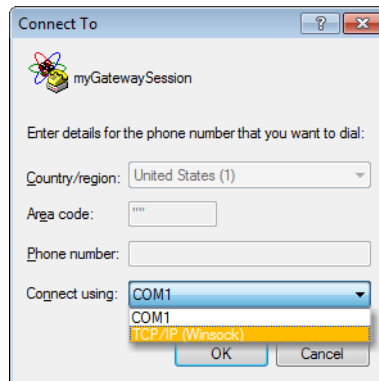 Connect To
myGatewaySession
Enter details for the phone number that you want to dial:
Country/region: United States (1)
Area code: """
Phone number:
Connect using: COM1
COM1
TCP/IP (Winsock)
OK Cancel